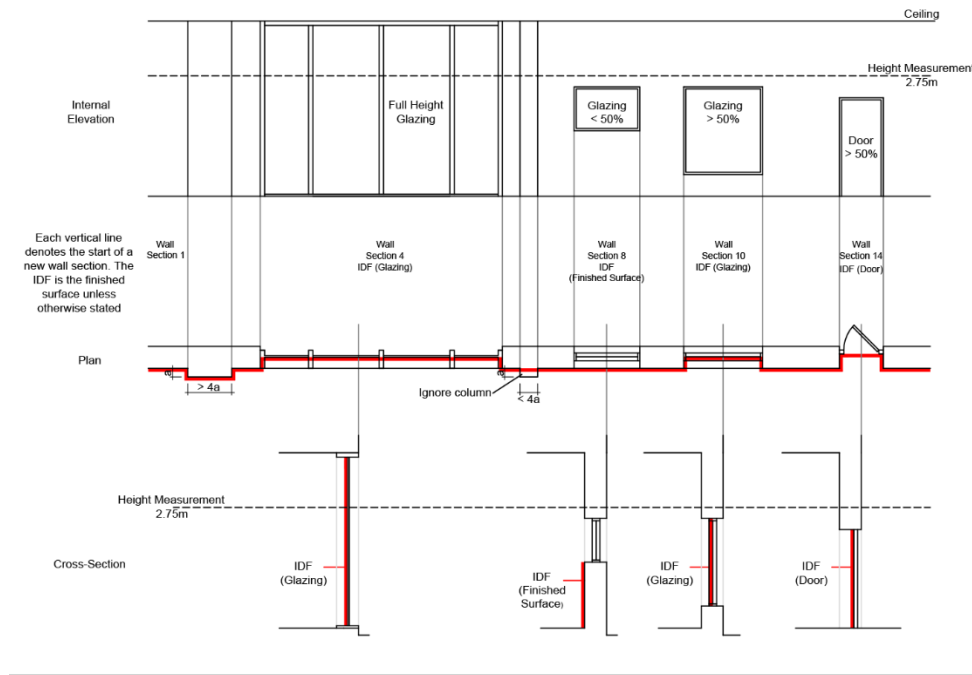 Ceiling
Height Measurement
2.75m
Internal
Elevation
Full Height
Glazing
Glazing
< 50%
Glazing
> 50%
Door
> 50%
Each vertical line
denotes the start of a
new wall section. The
IDF is the finished
surface unless
otherwise stated
Wall
Section 1
Wall
Section 4
IDF (Glazing)
Wall
Section 8
IDF
(Finished Surface)
Wall
Section 10
IDF (Glazing)
Wall
Section 14
IDF (Door)
Plan
a
> 4a
a
Ignore column
< 4a
Height Measurement
2.75m
Cross-Section
IDF
(Glazing)
IDF
(Finished
Surface)
IDF
(Glazing)
IDF
(Door)